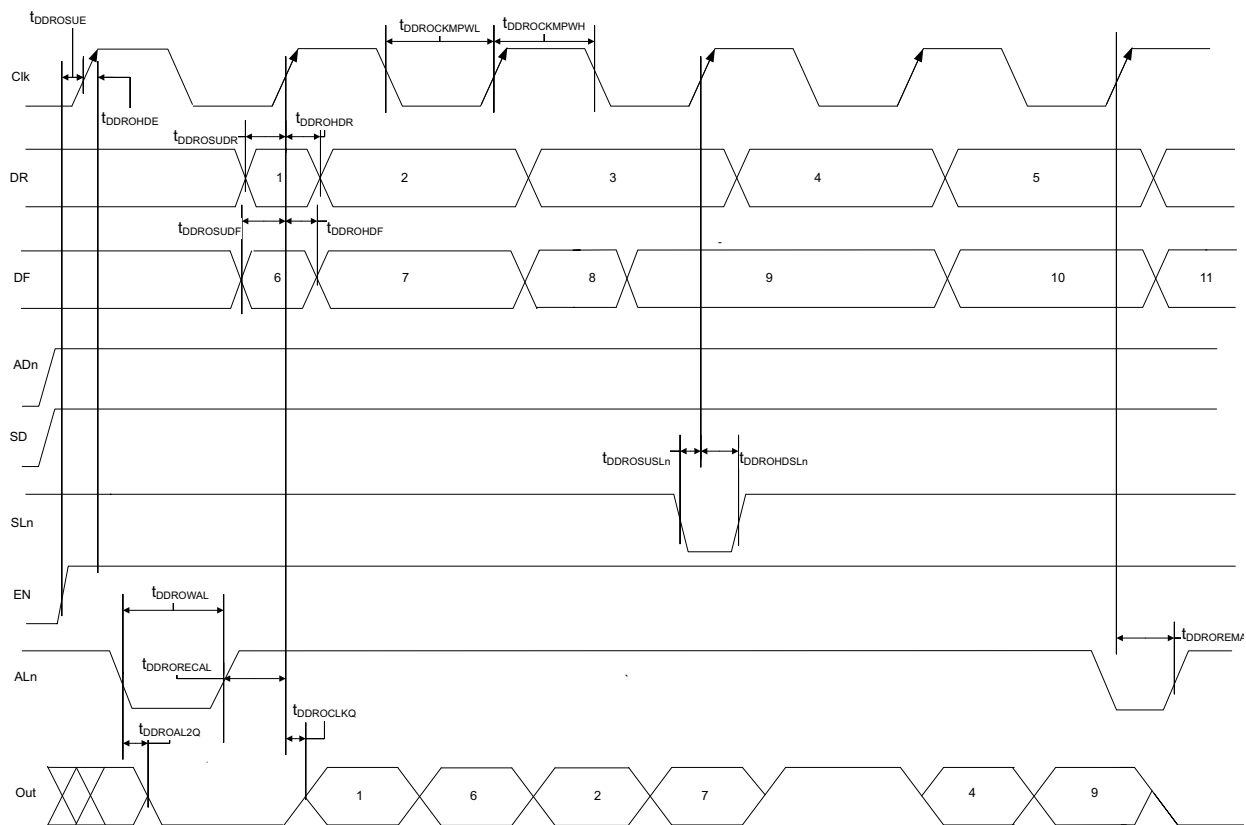 tDDROSUE
tDDROCKMPWL
tDDROCKMPWH
Clk
tDDROHDE
tDDROSUDR
tDDROHDR
DR
1
2
3
4
5
tDDROSUDF
tDDROHDF
DF
6
7
8
9
10
11
ADn
SD
tDDROSUSLn
tDDROHDSLn
SLn
EN
tDDROWAL
tDDROREMAL
ALn
tDDRORECAL
tDDROCLKQ
tDDROAL2Q
Out
1
6
2
7
4
9